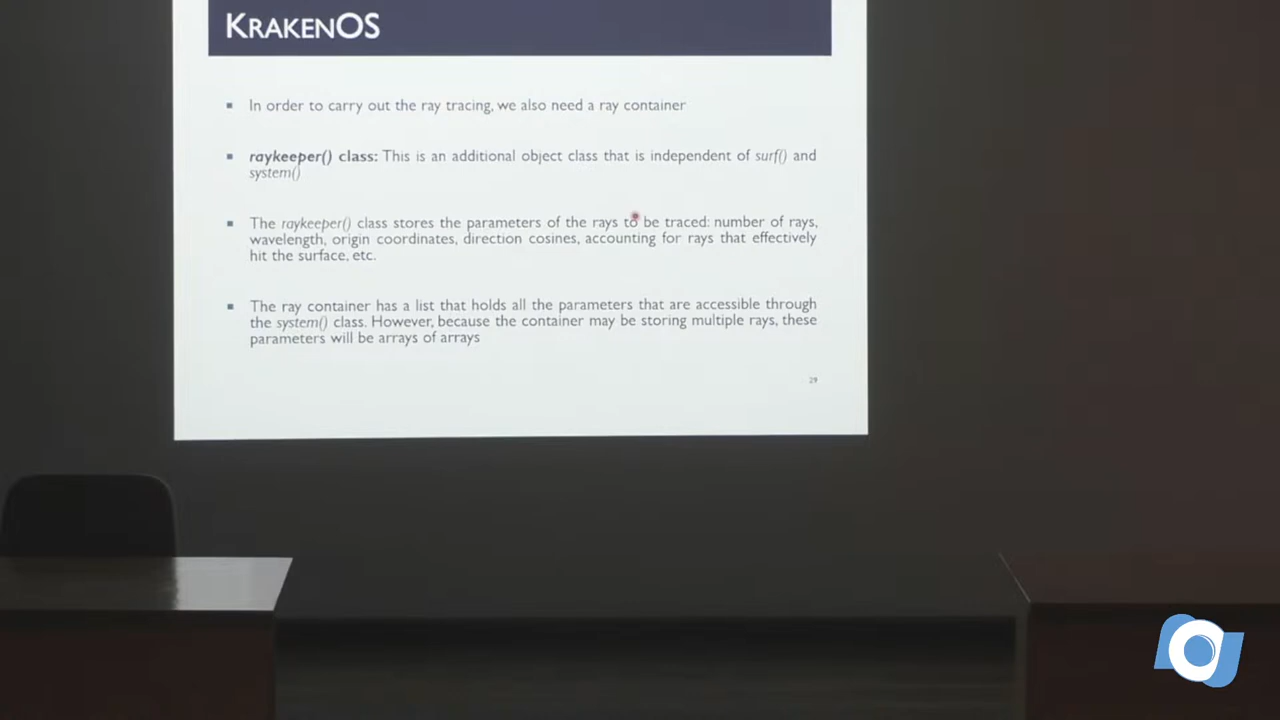 KRAKENOS
In order to carry out the ray tracing, we also need a ray container
raykeeper() class: This is an additional object class that is independent of surf() and
system()
The raykeeper() class stores the parameters of the rays to be traced: number of rays,
wavelength, origin coordinates, direction cosines, accounting for rays that effectively
hit the surface, etc.
The ray container has a list that holds all the parameters that are accessible through
the system() class. However, because the container may be storing multiple rays, these
parameters will be arrays of arrays
29